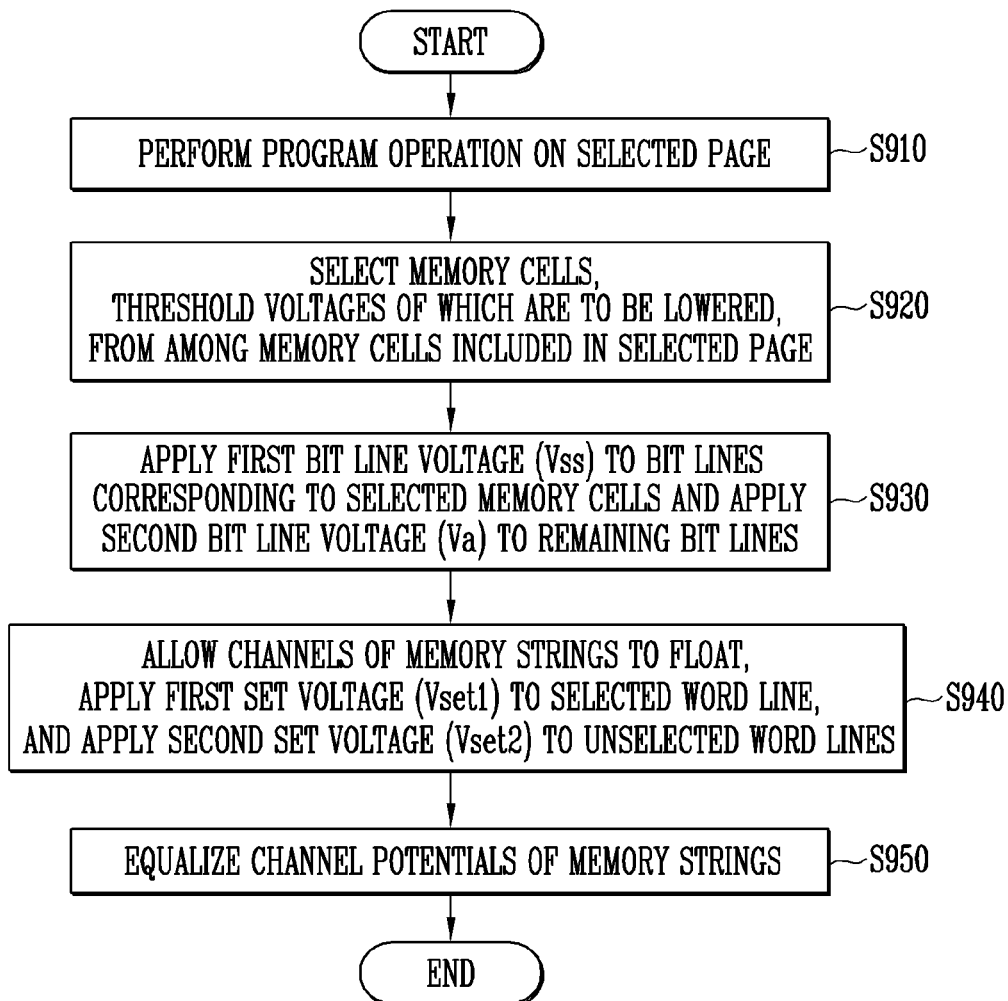 START
PERFORM PROGRAM OPERATION ON SELECTED PAGE
S910
SELECT MEMORY CELLS,
THRESHOLD VOLTAGES OF WHICH ARE TO BE LOWERED,
FROM AMONG MEMORY CELLS INCLUDED IN SELECTED PAGE
S920
APPLY FIRST BIT LINE VOLTAGE (Vss) TO BIT LINES
CORRESPONDING TO SELECTED MEMORY CELLS AND APPLY
SECOND BIT LINE VOLTAGE (Va) TO REMAINING BIT LINES
S930
ALLOW CHANNELS OF MEMORY STRINGS TO FLOAT,
APPLY FIRST SET VOLTAGE (Vset1) TO SELECTED WORD LINE,
AND APPLY SECOND SET VOLTAGE (Vset2) TO UNSELECTED WORD LINES
S940
EQUALIZE CHANNEL POTENTIALS OF MEMORY STRINGS
S950
END